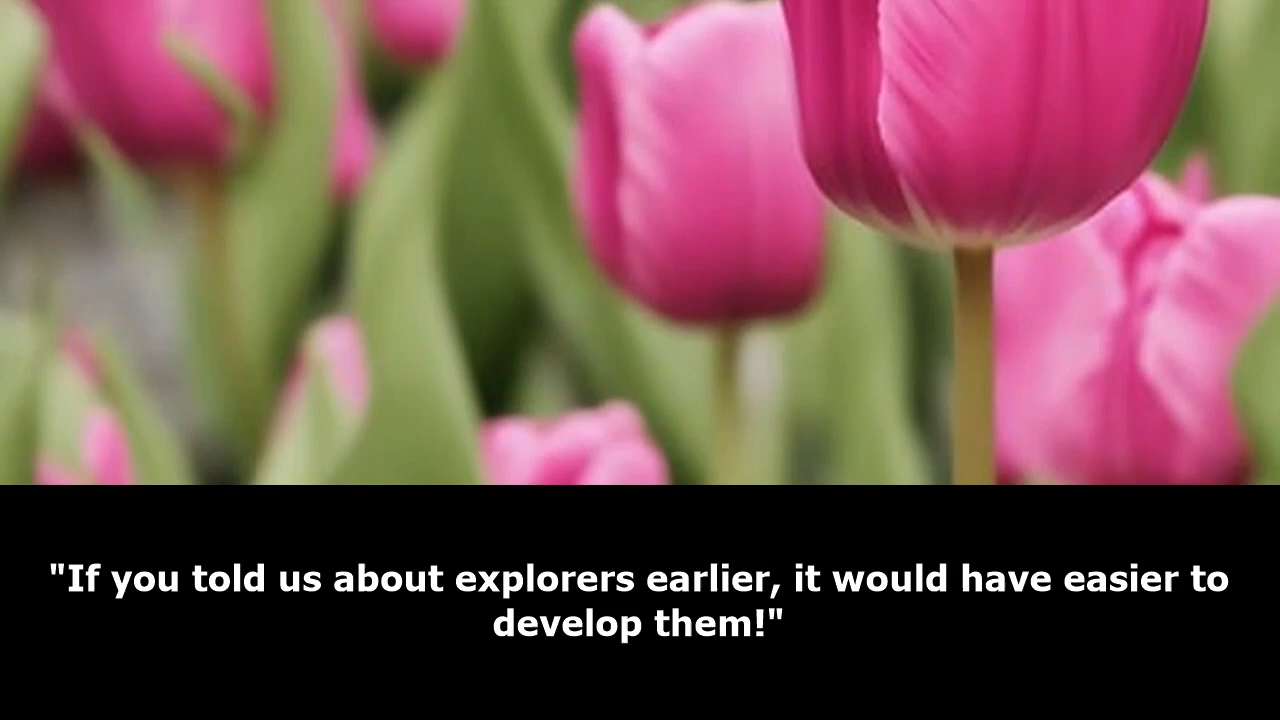 "If you told us about explorers earlier, it would have easier to
develop them!"